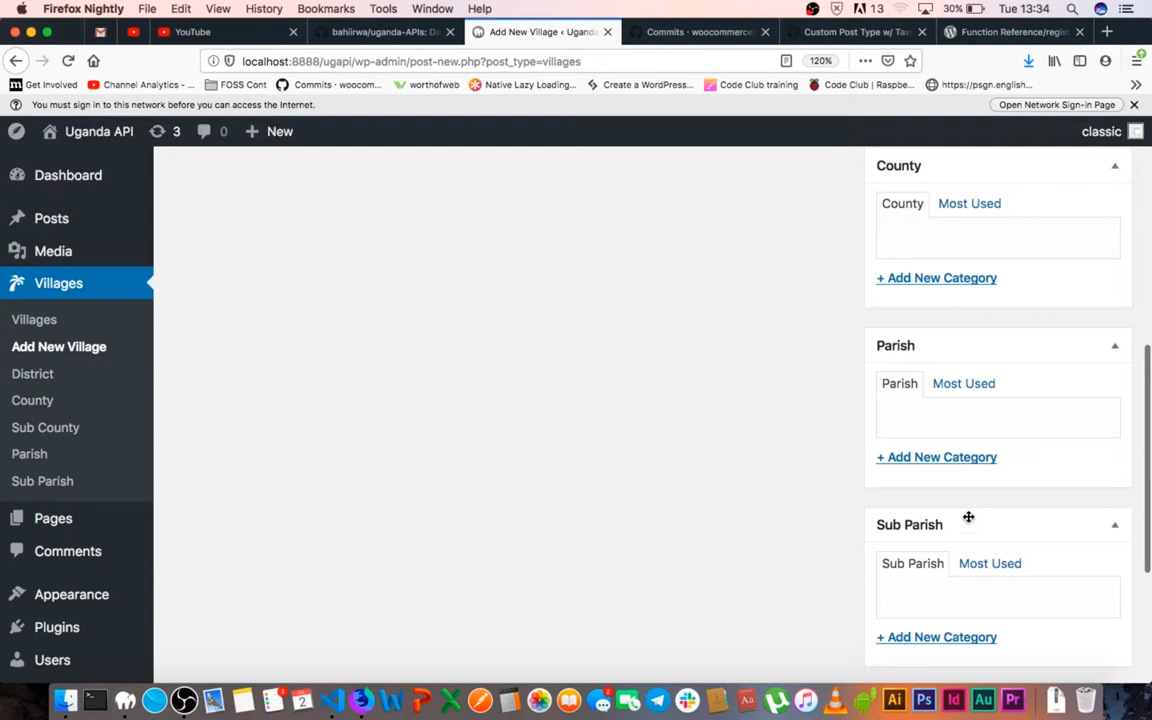 Firefox Nightly File Edit View History Bookmarks Tools Window Help 13 30% Tue 13:34
YouTube bahiirwa/uganda-APIs: De Add New Village ‹ Uganda Commits · woocommerce Custom Post Type w/ Tax Function Reference/regis
localhost:8888/ugapi/wp-admin/post-new.php?post_type=villages 120%
Most Visited Channel Analytics - ... FOSS Cont Commits · woocom... worthofweb Native Lazy Loading... Create a WordPress... Code Club training Code Club | Raspbe... https://psgn.english...
You must sign in to this network before you can access the Internet. Open Network Sign-in Page
Uganda API 3 0 New classic
Dashboard
Posts
Media
Villages
Villages
Add New Village
District
County
Sub County
Parish
Sub Parish
Pages
Comments
Appearance
Plugins
Users
County
County Most Used
+ Add New Category
Parish
Parish Most Used
+ Add New Category
Sub Parish
Sub Parish Most Used
+ Add New Category